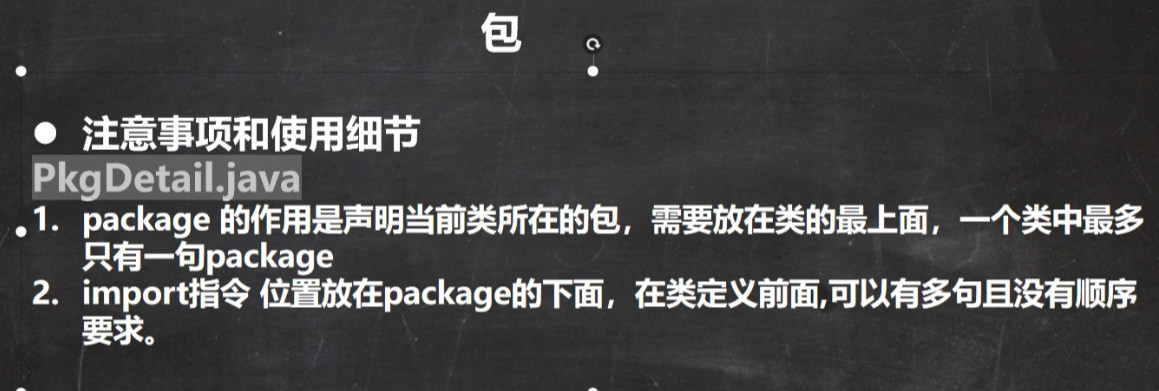 包
● 注意事项和使用细节
PkgDetail.java
1. package 的作用是声明当前类所在的包，需要放在类的最上面，一个类中最多
只有一句package
2. import指令 位置放在package的下面，在类定义前面,可以有多句且没有顺序
要求。